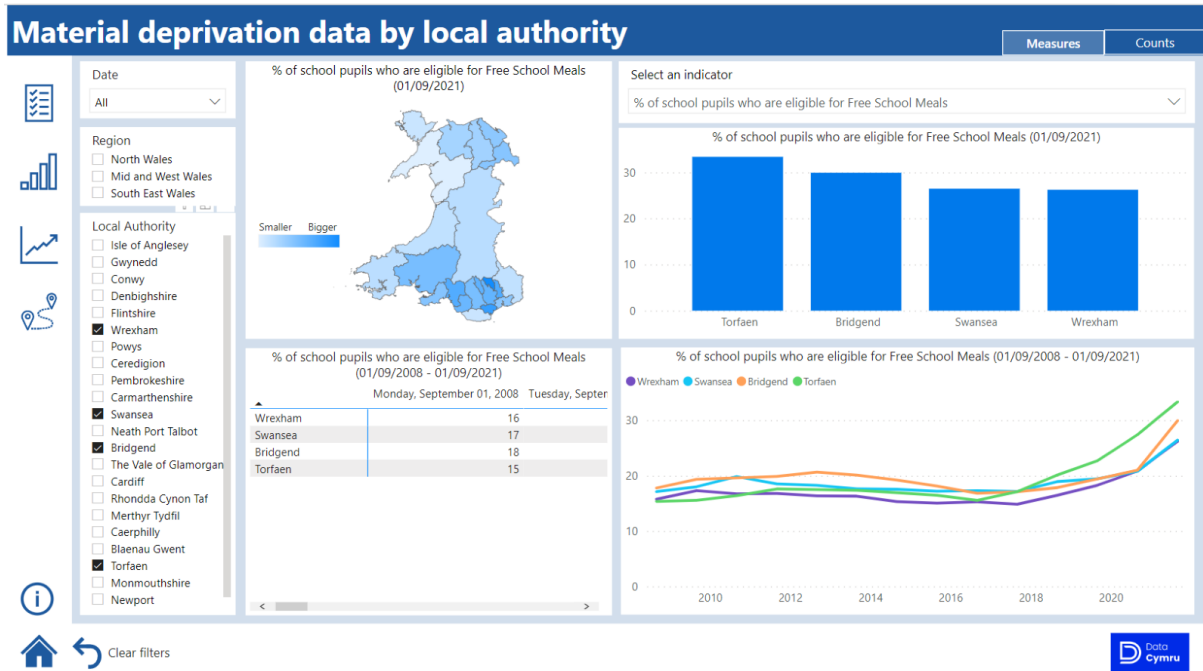 Material deprivation data by local authority
Measures
Counts
Date
All
Region
North Wales
Mid and West Wales
South East Wales
Local Authority
Isle of Anglesey
Gwynedd
Conwy
Denbighshire
Flintshire
Wrexham
Powys
Ceredigion
Pembrokeshire
Carmarthenshire
Swansea
Neath Port Talbot
Bridgend
The Vale of Glamorgan
Cardiff
Rhondda Cynon Taf
Merthyr Tydfil
Caerphilly
Blaenau Gwent
Torfaen
Monmouthshire
Newport
% of school pupils who are eligible for Free School Meals
(01/09/2021)
Smaller Bigger
Select an indicator
% of school pupils who are eligible for Free School Meals
% of school pupils who are eligible for Free School Meals (01/09/2021)
30
20
10
0
Torfaen Bridgend Swansea Wrexham
% of school pupils who are eligible for Free School Meals
(01/09/2008 - 01/09/2021)
Monday, September 01, 2008 Tuesday, Septer
Wrexham 16
Swansea 17
Bridgend 18
Torfaen 15
% of school pupils who are eligible for Free School Meals (01/09/2008 - 01/09/2021)
Wrexham Swansea Bridgend Torfaen
30
20
10
0
2010 2012 2014 2016 2018 2020
Clear filters
Data
Cymru